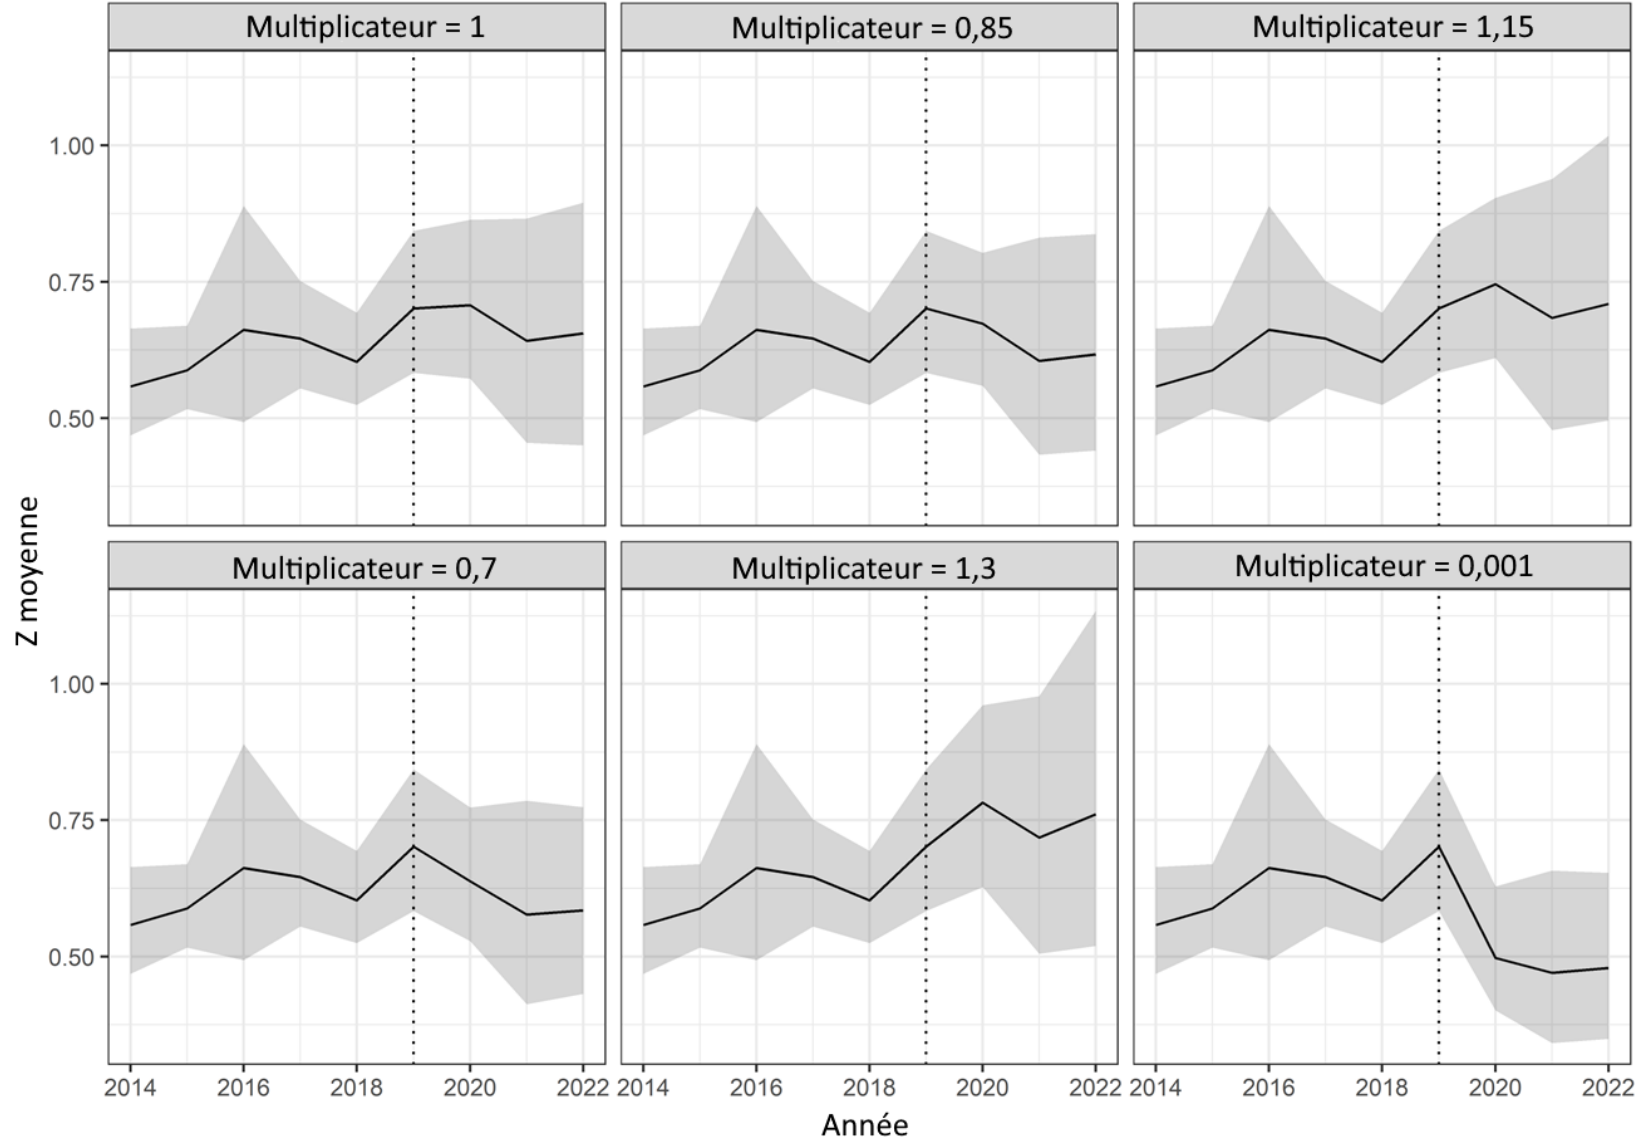 Multiplicateur = 1
Multiplicateur = 0,85
Multiplicateur = 1,15
1.00
0.75
0.50
Z moyenne
Multiplicateur = 0,7
Multiplicateur = 1,3
Multiplicateur = 0,001
1.00
0.75
0.50
2014 2016 2018 2020 2022 2014 2016 2018 2020 2022 2014 2016 2018 2020 2022
Année